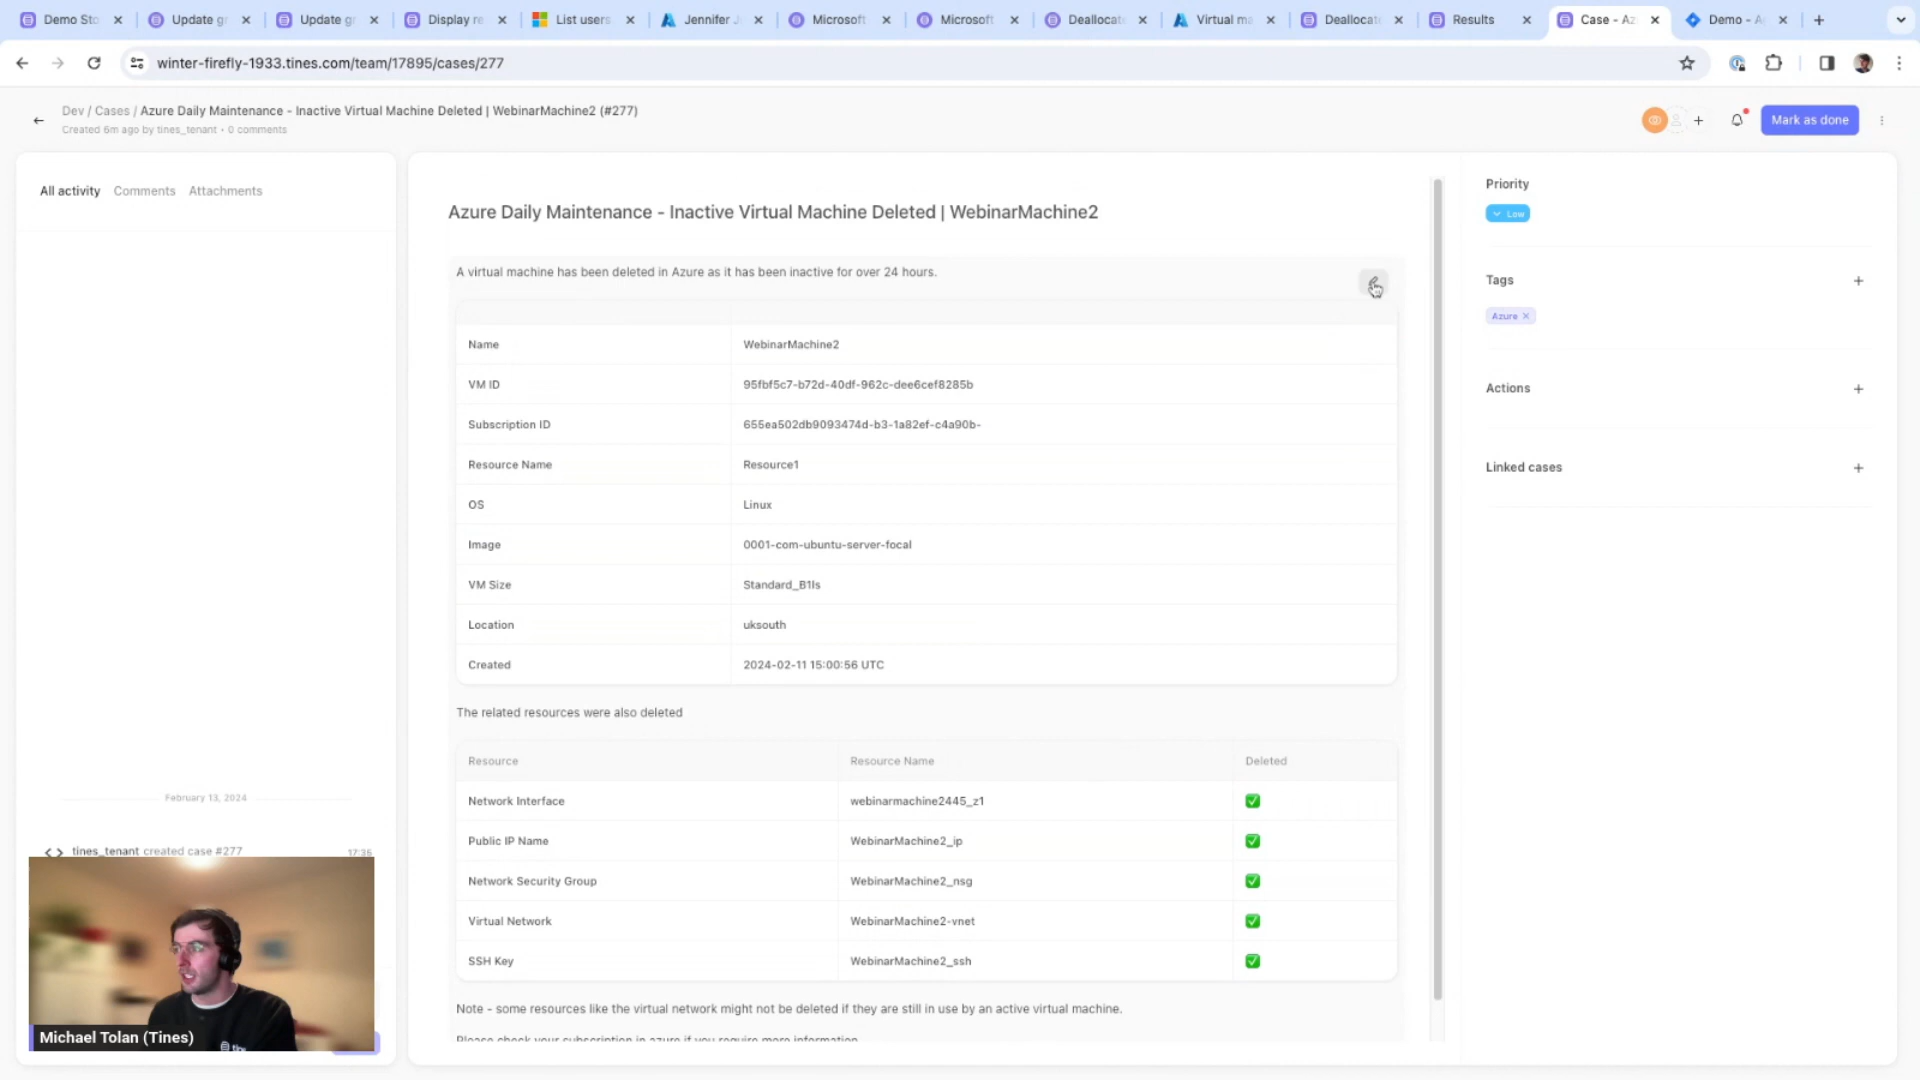 Demo Sto
Update gr
Update gr
Display re
List users
Jennifer J
Microsoft
Microsoft
Deallocat
Virtual ma
Deallocat
Results
Case - Az
Demo - A
winter-firefly-1933.tines.com/team/17895/cases/277
Dev / Cases / Azure Daily Maintenance - Inactive Virtual Machine Deleted | WebinarMachine2 (#277)
Created 6m ago by tines_tenant • 0 comments
Mark as done
All activity Comments Attachments
February 13, 2024
tines_tenant created case #277 17:35
Michael Tolan (Tines)
Azure Daily Maintenance - Inactive Virtual Machine Deleted | WebinarMachine2
A virtual machine has been deleted in Azure as it has been inactive for over 24 hours.
Name WebinarMachine2
VM ID 95fbf5c7-b72d-40df-962c-dee6cef8285b
Subscription ID 655ea502db9093474d-b3-1a82ef-c4a90b-
Resource Name Resource1
OS Linux
Image 0001-com-ubuntu-server-focal
VM Size Standard_B1ls
Location uksouth
Created 2024-02-11 15:00:56 UTC
The related resources were also deleted
Resource Resource Name Deleted
Network Interface webinarmachine2445_z1 ✅
Public IP Name WebinarMachine2_ip ✅
Network Security Group WebinarMachine2_nsg ✅
Virtual Network WebinarMachine2-vnet ✅
SSH Key WebinarMachine2_ssh ✅
Note - some resources like the virtual network might not be deleted if they are still in use by an active virtual machine.
Please check your subscription in azure if you require more information
Priority
Low
Tags
Azure
Actions
Linked cases